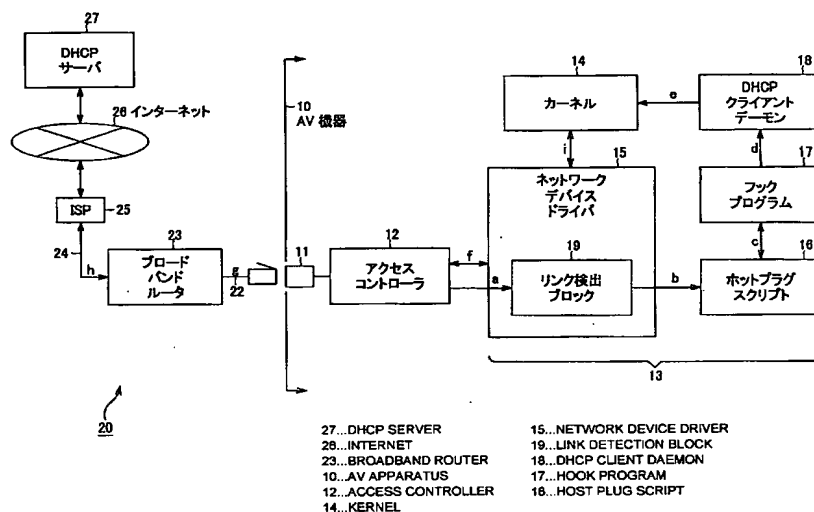 27
DHCP
サーバ
26 インターネット
ISP
25
24
h
23
ブロード
バンド
ルータ
g
22
10
AV 機器
11
12
アクセス
コントローラ
f
a
14
カーネル
e
18
DHCP
クライアント
デーモン
i
15
d
17
ネットワーク
デバイス
ドライバ
フック
プログラム
19
リンク検出
ブロック
c
16
b
ホットプラグ
スクリプト
13
20
27...DHCP SERVER
26...INTERNET
23...BROADBAND ROUTER
10...AV APPARATUS
12...ACCESS CONTROLLER
14...KERNEL
15...NETWORK DEVICE DRIVER
19...LINK DETECTION BLOCK
18...DHCP CLIENT DAEMON
17...HOOK PROGRAM
16...HOST PLUG SCRIPT